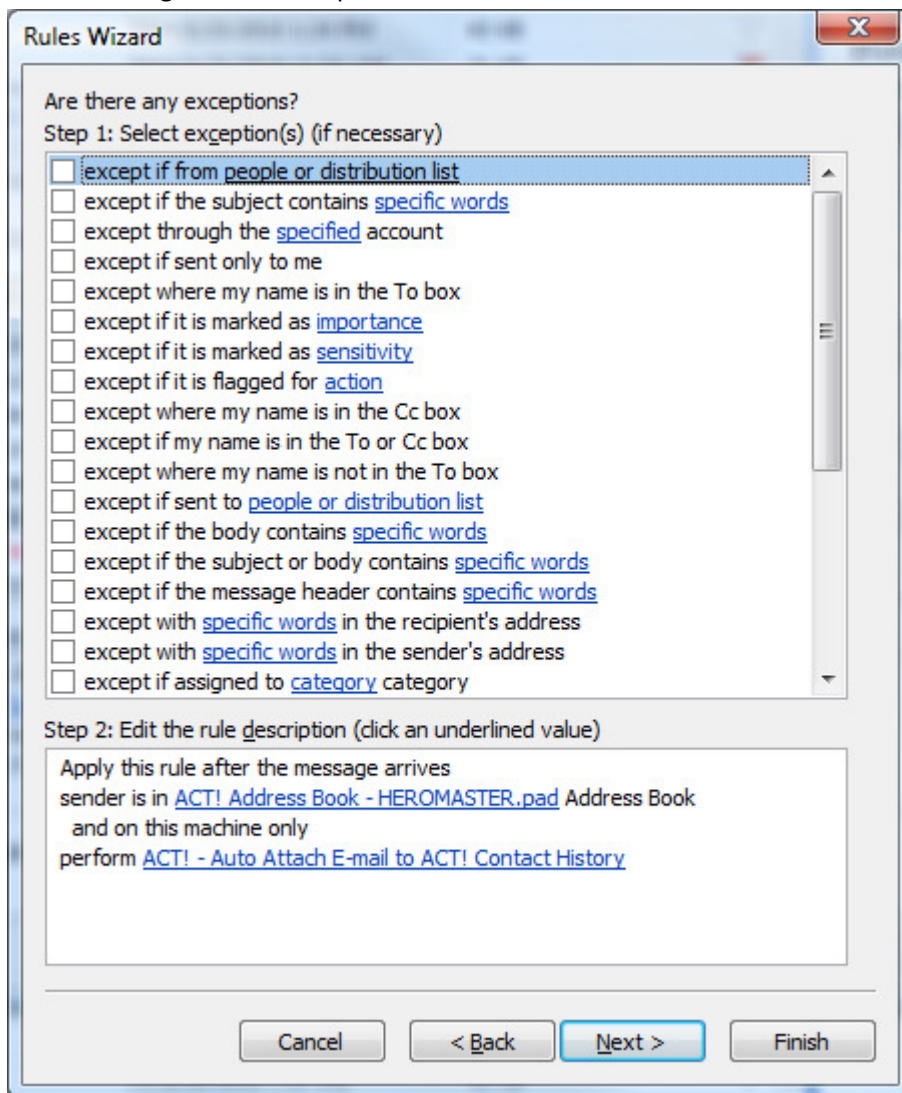 Rules Wizard
Are there any exceptions?
Step 1: Select exception(s) (if necessary)
except if from people or distribution list
except if the subject contains specific words
except through the specified account
except if sent only to me
except where my name is in the To box
except if it is marked as importance
except if it is marked as sensitivity
except if it is flagged for action
except where my name is in the Cc box
except if my name is in the To or Cc box
except where my name is not in the To box
except if sent to people or distribution list
except if the body contains specific words
except if the subject or body contains specific words
except if the message header contains specific words
except with specific words in the recipient's address
except with specific words in the sender's address
except if assigned to category category
Step 2: Edit the rule description (click an underlined value)
Apply this rule after the message arrives
sender is in ACT! Address Book - HEROMASTER.pad Address Book
and on this machine only
perform ACT! - Auto Attach E-mail to ACT! Contact History
Cancel < Back Next > Finish